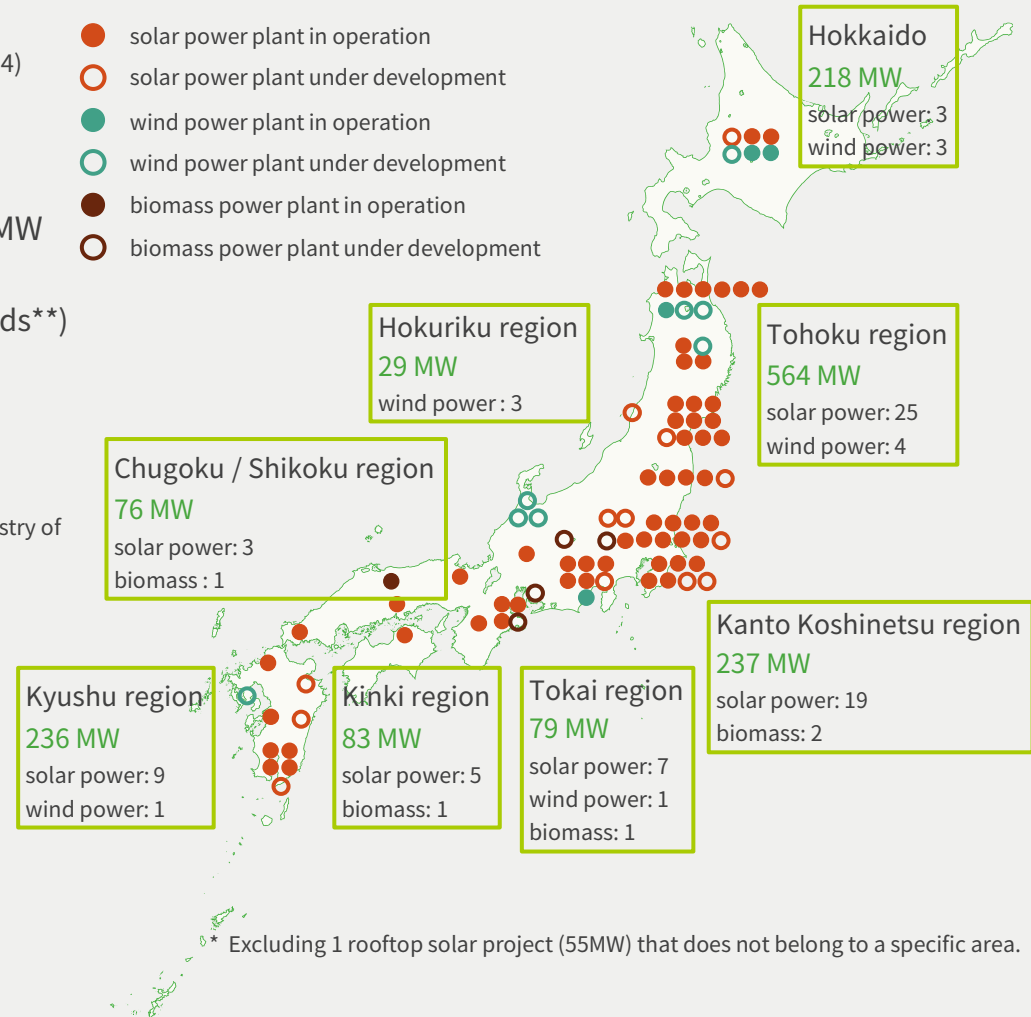 solar power plant in operation
4)
solar power plant under development
wind power plant in operation
wind power plant under development
biomass power plant in operation
MW
biomass power plant under development
ds**)
stry of
Hokkaido
218 MW
solar power: 3
wind power: 3
Hokuriku region
29 MW
wind power : 3
Tohoku region
564 MW
solar power: 25
wind power: 4
Chugoku / Shikoku region
76 MW
solar power: 3
biomass : 1
Kanto Koshinetsu region
237 MW
solar power: 19
biomass: 2
Kyushu region
236 MW
solar power: 9
wind power: 1
Kinki region
83 MW
solar power: 5
biomass: 1
Tokai region
79 MW
solar power: 7
wind power: 1
biomass: 1
* Excluding 1 rooftop solar project (55MW) that does not belong to a specific area.